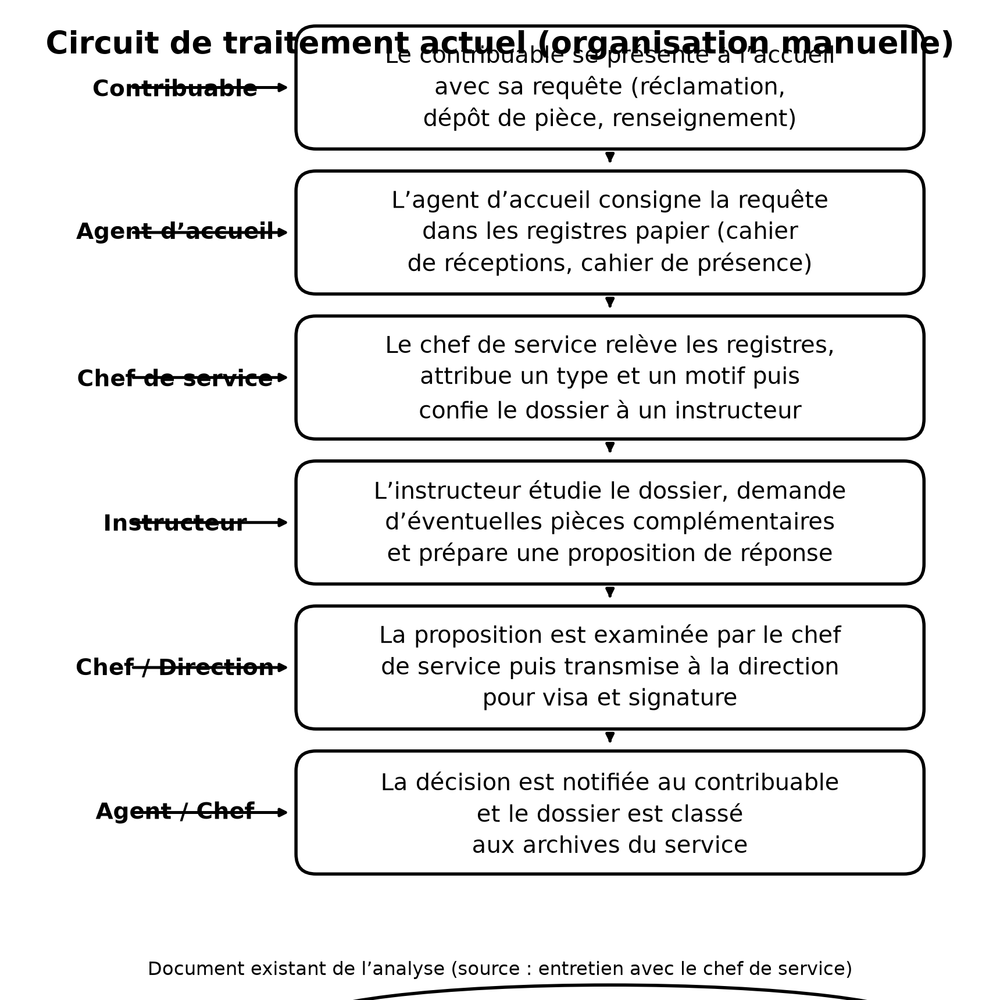 Circuit de traitement actuel (organisation manuelle)
Contribuable
Le contribuable se présente à l’accueil
avec sa requête (réclamation,
dépôt de pièce, renseignement)
Agent d’accueil
L’agent d’accueil consigne la requête
dans les registres papier (cahier
de réceptions, cahier de présence)
Chef de service
Le chef de service relève les registres,
attribue un type et un motif puis
confie le dossier à un instructeur
Instructeur
L’instructeur étudie le dossier, demande
d’éventuelles pièces complémentaires
et prépare une proposition de réponse
Chef / Direction
La proposition est examinée par le chef
de service puis transmise à la direction
pour visa et signature
Agent / Chef
La décision est notifiée au contribuable
et le dossier est classé
aux archives du service
Document existant de l’analyse (source : entretien avec le chef de service)